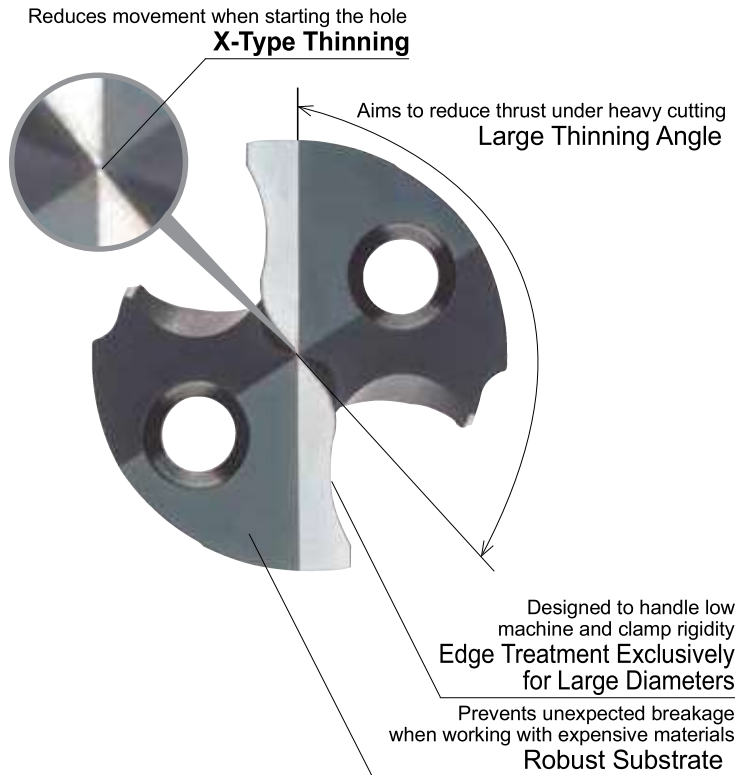 Reduces movement when starting the hole
X-Type Thinning
Aims to reduce thrust under heavy cutting
Large Thinning Angle
Designed to handle low
machine and clamp rigidity
Edge Treatment Exclusively
for Large Diameters
Prevents unexpected breakage
when working with expensive materials
Robust Substrate